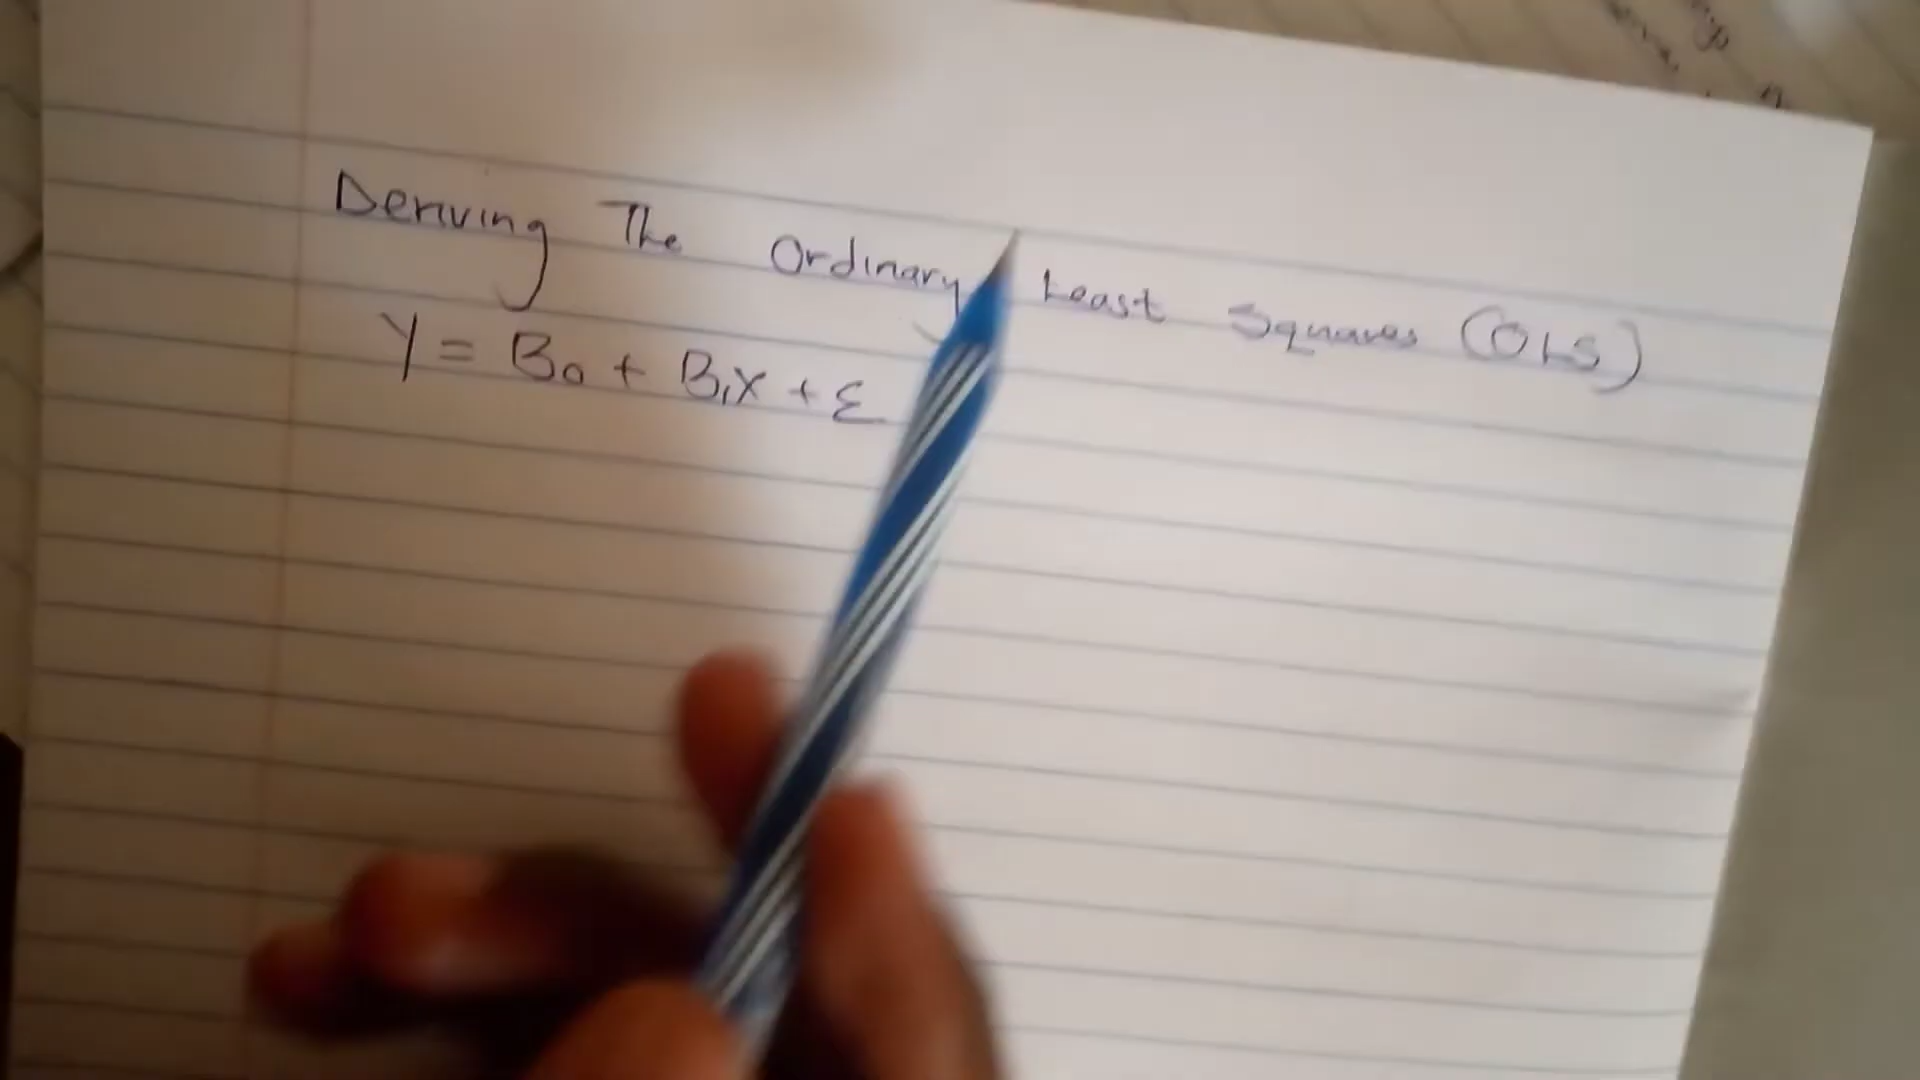 Deriving The Ordinary Least Squares (OLS)
Y = B₀ + B₁X + Ɛ